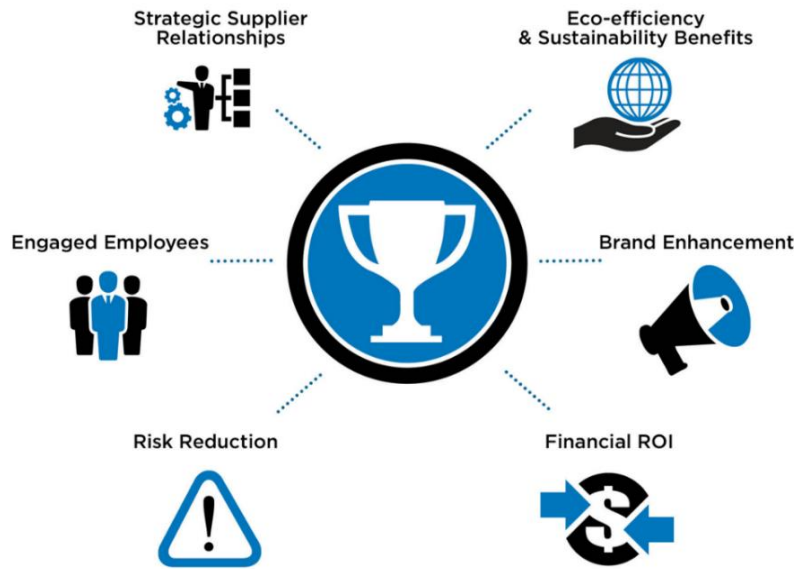 Strategic Supplier
Relationships
Eco-efficiency
& Sustainability Benefits
Engaged Employees
Brand Enhancement
Risk Reduction
Financial ROI
!
$